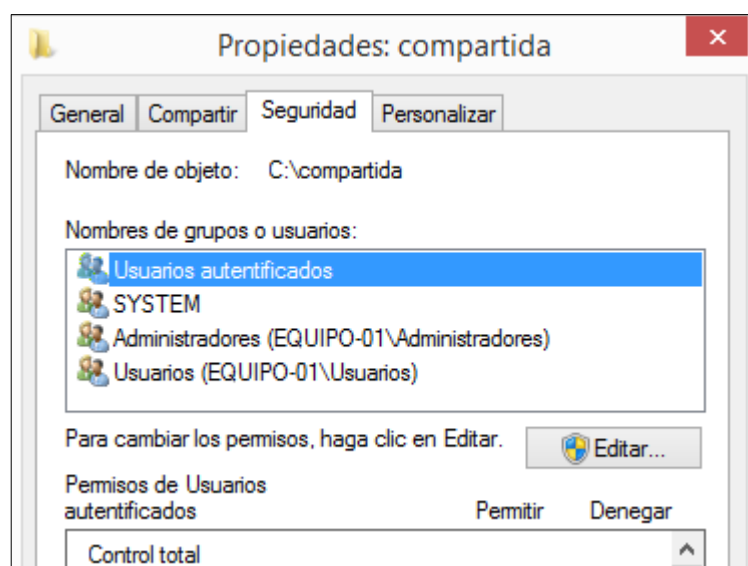 Propiedades: compartida
General Compartir Seguridad Personalizar
Nombre de objeto: C:\compartida
Nombres de grupos o usuarios:
Usuarios autentificados
SYSTEM
Administradores (EQUIPO-01\Administradores)
Usuarios (EQUIPO-01\Usuarios)
Para cambiar los permisos, haga clic en Editar. Editar...
Permisos de Usuarios
autentificados Permitir Denegar
Control total